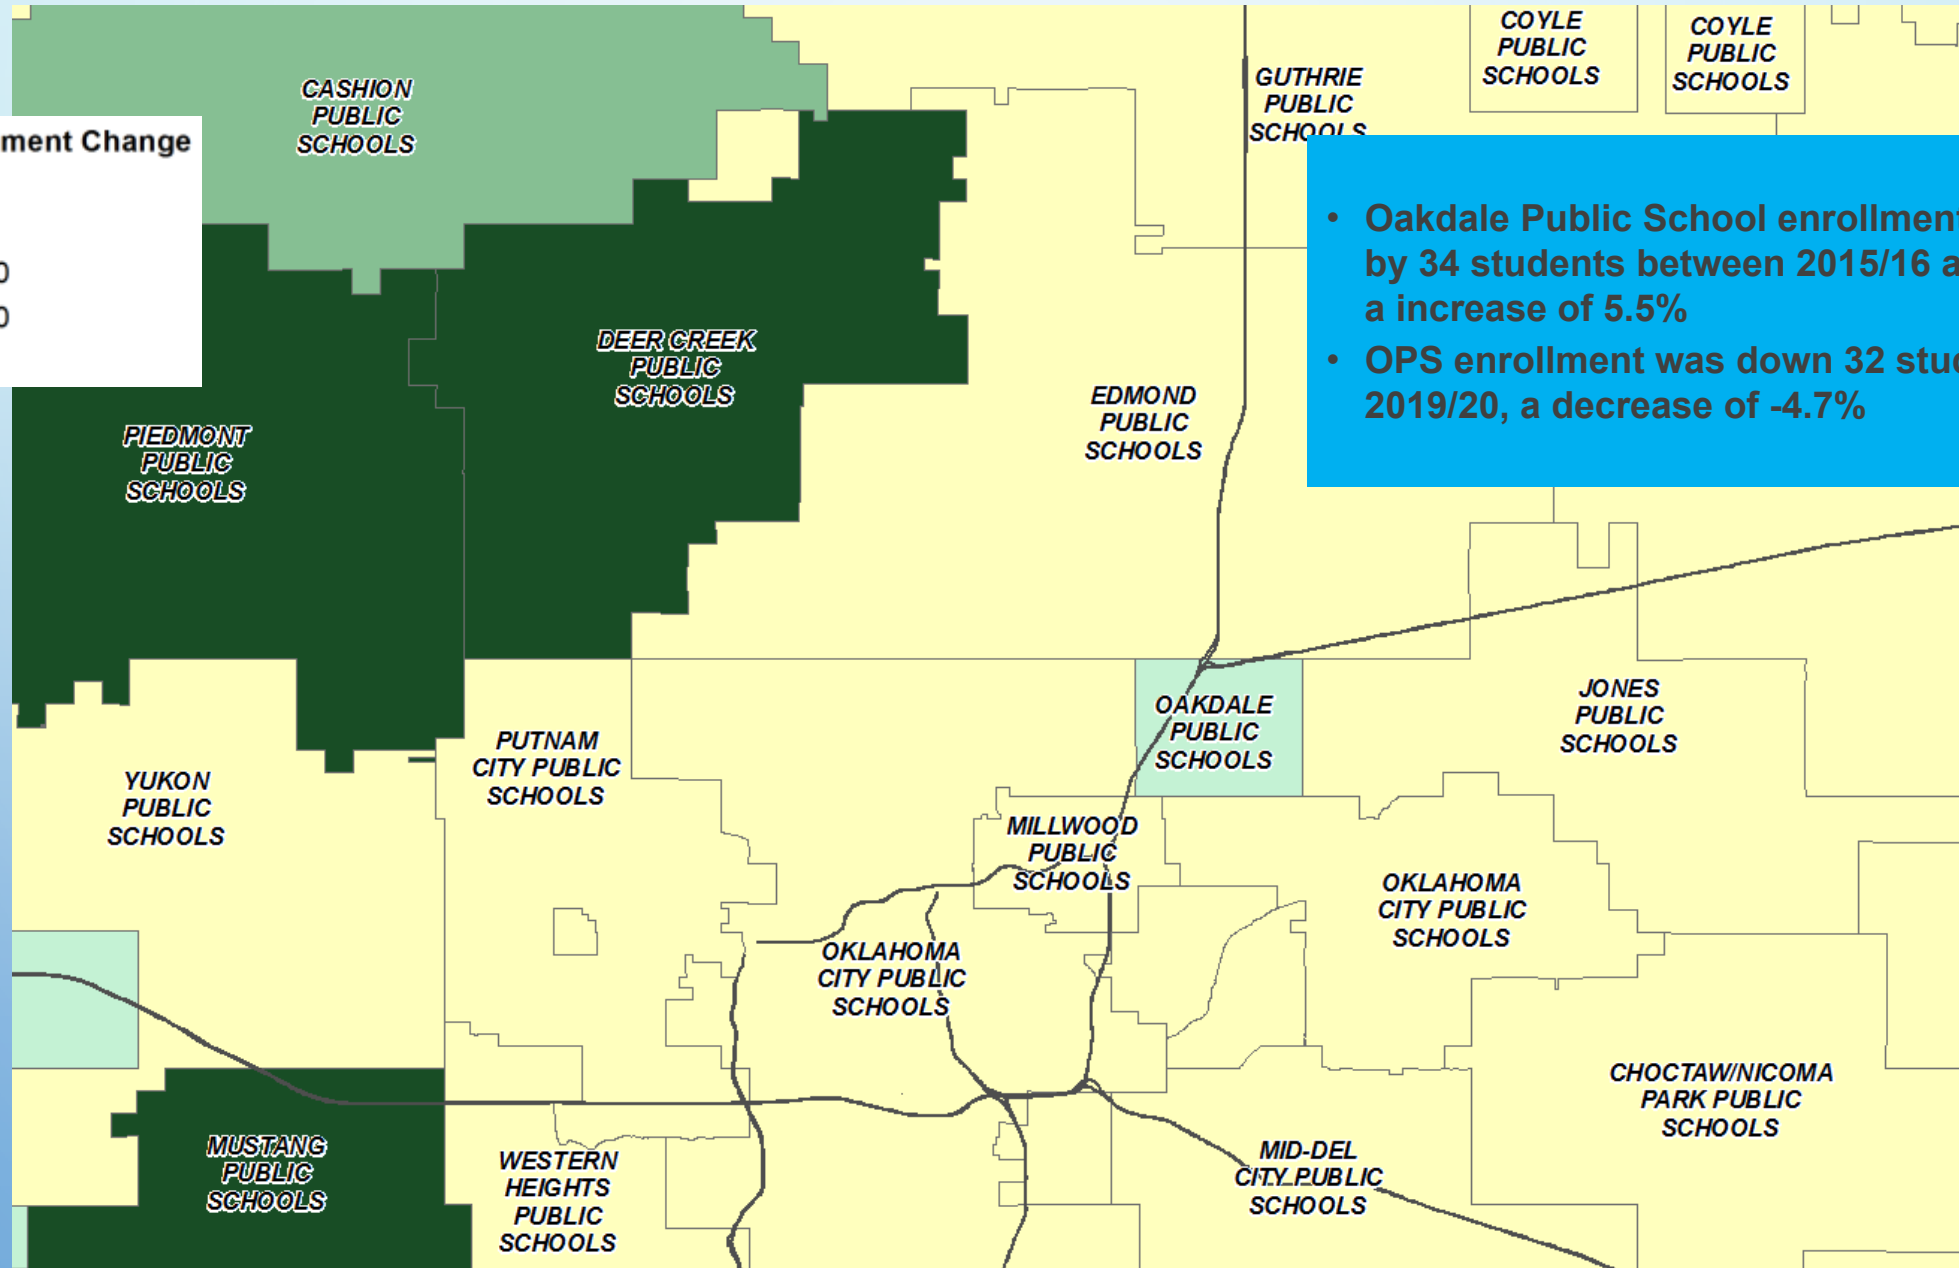 CASHION
PUBLIC
SCHOOLS
COYLE
PUBLIC
SCHOOLS
COYLE
PUBLIC
SCHOOLS
GUTHRIE
PUBLIC
SCHOOLS
ment Change
0
0
• Oakdale Public School enrollment
by 34 students between 2015/16 a
a increase of 5.5%
• OPS enrollment was down 32 stu
2019/20, a decrease of -4.7%
DEER CREEK
PUBLIC
SCHOOLS
EDMOND
PUBLIC
SCHOOLS
PIEDMONT
PUBLIC
SCHOOLS
OAKDALE
PUBLIC
SCHOOLS
JONES
PUBLIC
SCHOOLS
PUTNAM
CITY PUBLIC
SCHOOLS
YUKON
PUBLIC
SCHOOLS
MILLWOOD
PUBLIC
SCHOOLS
OKLAHOMA
CITY PUBLIC
SCHOOLS
OKLAHOMA
CITY PUBLIC
SCHOOLS
CHOCTAW/NICOMA
PARK PUBLIC
SCHOOLS
MUSTANG
PUBLIC
SCHOOLS
WESTERN
HEIGHTS
PUBLIC
SCHOOLS
MID-DEL
CITY PUBLIC
SCHOOLS